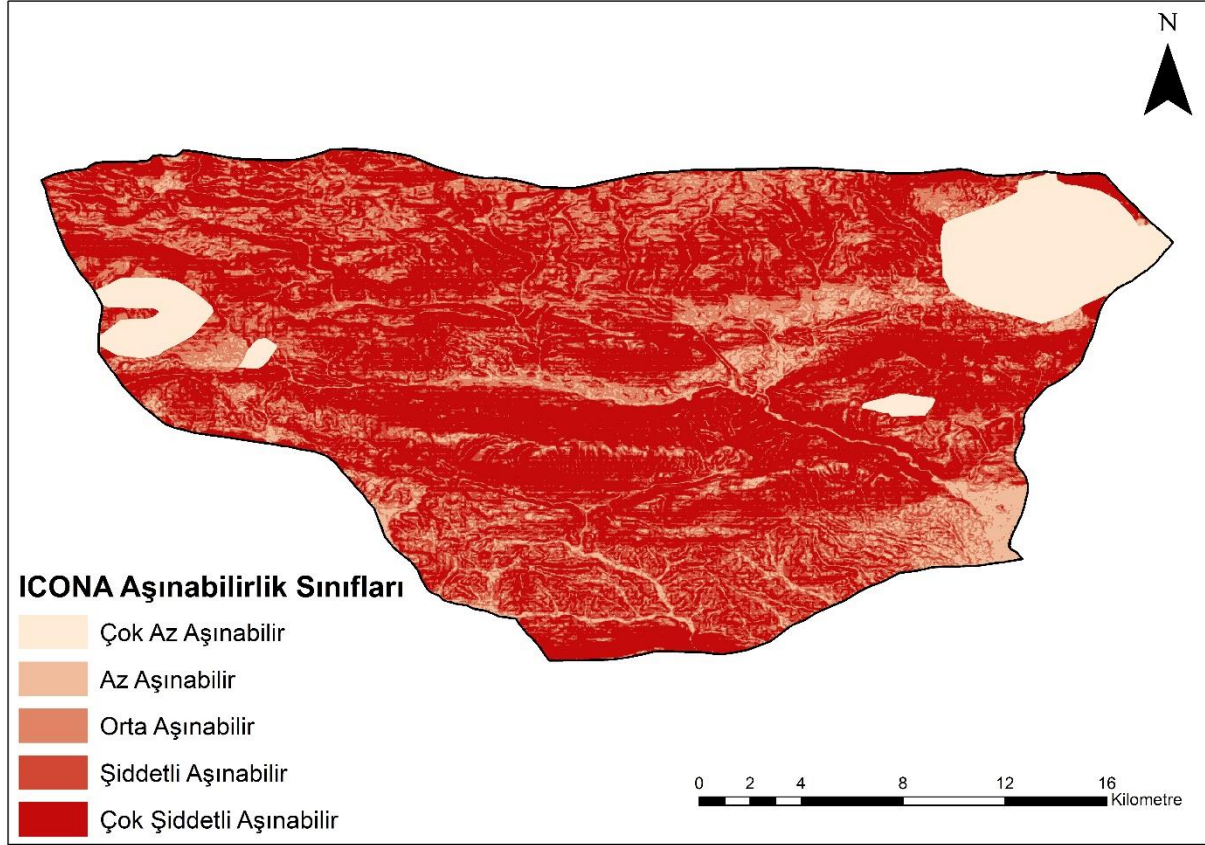 N
ICONA Aşınabilirlik Sınıfları
Çok Az Aşınabilir
Az Aşınabilir
Orta Aşınabilir
Şiddetli Aşınabilir
Çok Şiddetli Aşınabilir
0 2 4 8 12 16
Kilometre